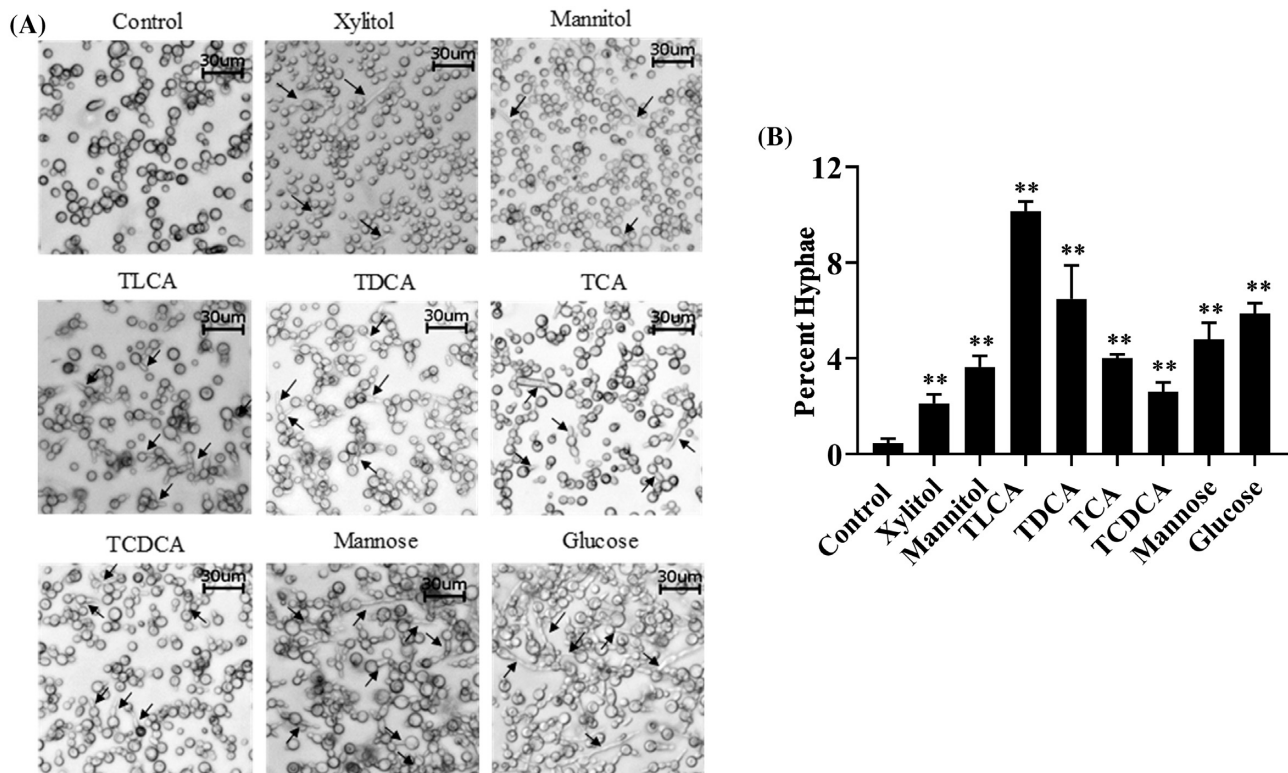 (A)
Control Xylitol Mannitol
30um 30um 30um
TLCA TDCA TCA
30um 30um 30um
TCDCA Mannose Glucose
30um 30um 30um
(B)
Percent Hyphae
12
8
4
0
** ** ** ** ** ** ** **
Control Xylitol Mannitol TLCA TDCA TCA TCDCA Mannose Glucose